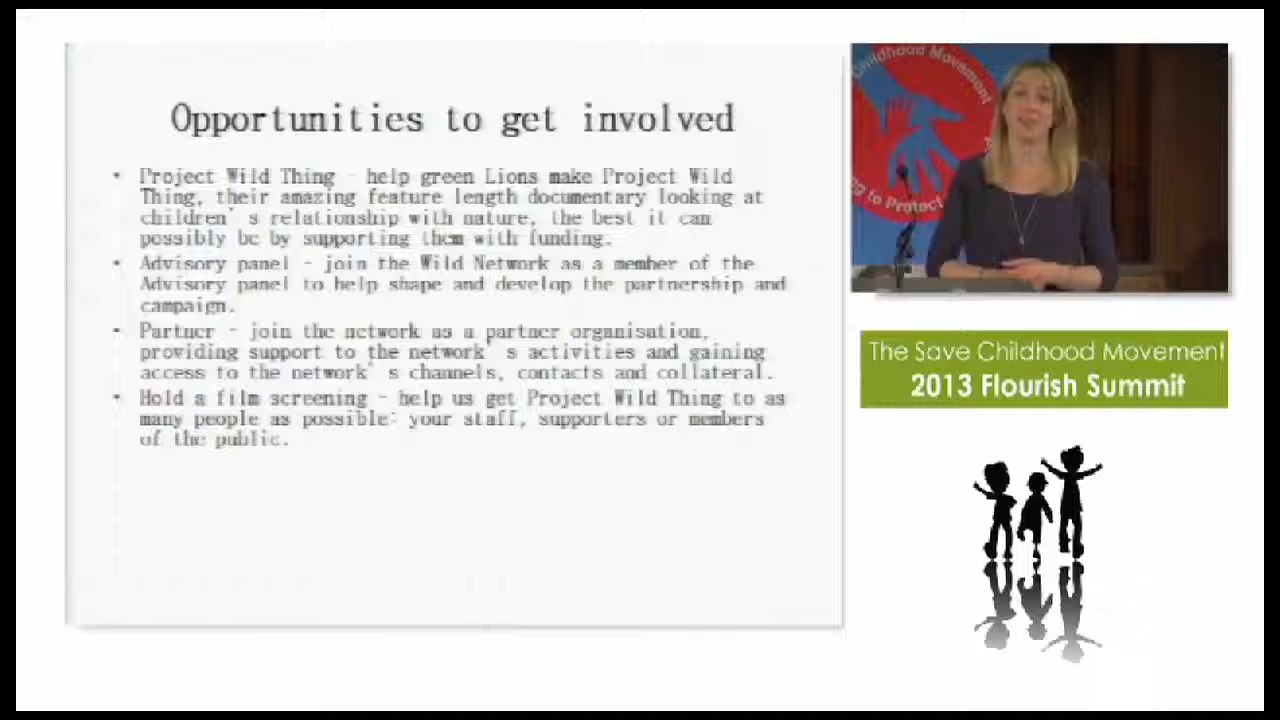 Opportunities to get involved
• Project Wild Thing - help green Lions make Project Wild
Thing, their amazing feature length documentary looking at
children's relationship with nature, the best it can
possibly be by supporting them with funding.
• Advisory panel - join the Wild Network as a member of the
Advisory panel to help shape and develop the partnership and
campaign.
• Partner - join the network as a partner organisation,
providing support to the network's activities and gaining
access to the network's channels, contacts and collateral.
• Hold a film screening - help us get Project Wild Thing to as
many people as possible: your staff, supporters or members
of the public.
Childhood Movement
to Protect
The Save Childhood Movement
2013 Flourish Summit